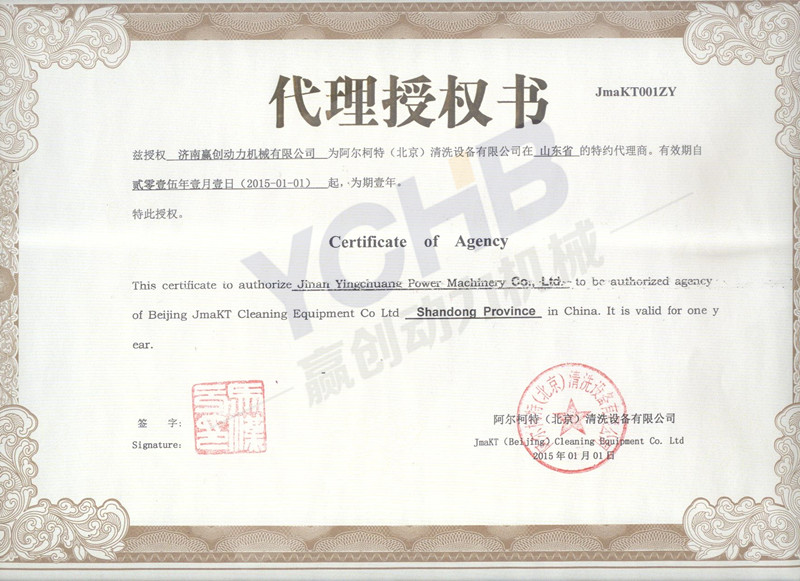 代理授权书
JmaKT001ZY
兹授权 济南赢创动力机械有限公司 为阿尔柯特（北京）清洗设备有限公司在 山东省 的特约代理商。有效期自
贰零壹伍年壹月壹日（2015-01-01） 起，为期壹年。
特此授权。
Certificate of Agency
This certificate to authorize Jinan Yingchuang Power Machinery Co., Ltd. to be authorized agency
of Beijing JmaKT Cleaning Equipment Co Ltd Shandong Province in China. It is valid for one y
ear.
YCHB
赢创动力机械
签 字:
Signature:
阿尔柯特（北京）清洗设备有限公司
阿尔柯特（北京）清洗设备有限公司
JmaKT（Beijing）Cleaning Equipment Co. Ltd
2015 年 01 月 01 日